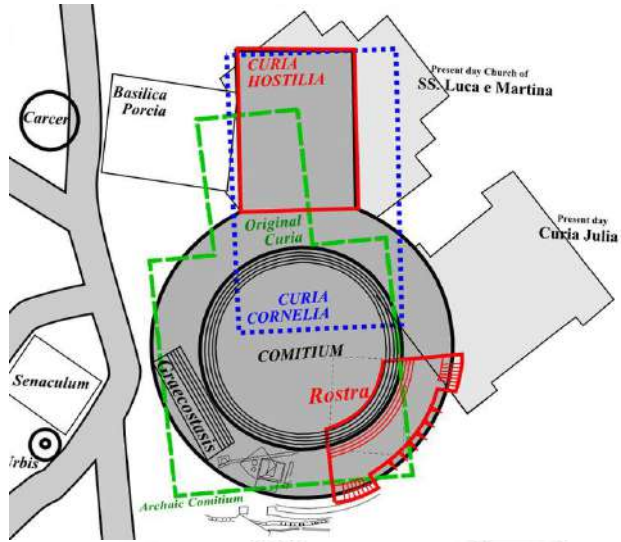 CURIA
HOSTILIA
Present day Church of
SS. Luca e Martina
Basilica
Porcia
Carcer
Original
Curia
Present day
Curia Julia
CURIA
CORNELIA
COMITIUM
Senaculum
Graecostasis
Rostra
Urbis
Archaic Comitium